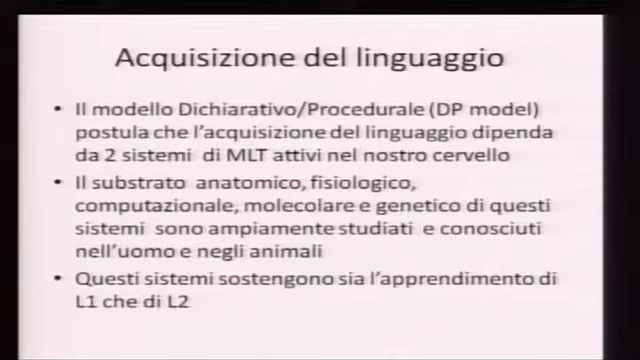 Acquisizione del linguaggio
• Il modello Dichiarativo/Procedurale (DP model)
postula che l'acquisizione del linguaggio dipenda
da 2 sistemi di MLT attivi nel nostro cervello
• Il substrato anatomico, fisiologico,
computazionale, molecolare e genetico di questi
sistemi sono ampiamente studiati e conosciuti
nell'uomo e negli animali
• Questi sistemi sostengono sia l'apprendimento di
L1 che di L2